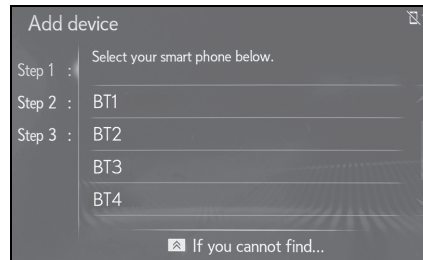 Add device
Select your smart phone below.
Step 1 :
Step 2 : BT1
Step 3 : BT2
BT3
BT4
If you cannot find...